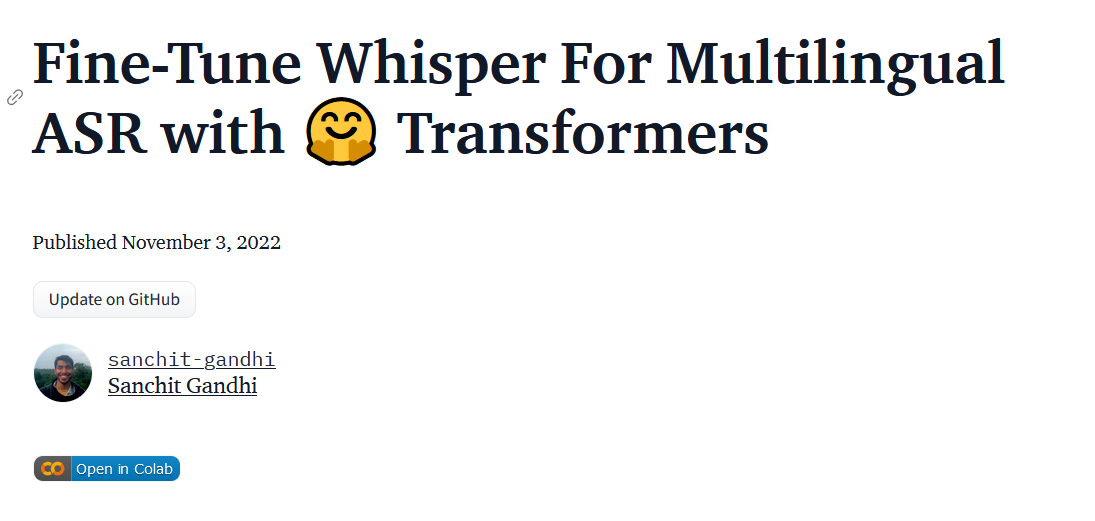 Fine-Tune Whisper For Multilingual
ASR with 🤗 Transformers
Published November 3, 2022
Update on GitHub
sanchit-gandhi
Sanchit Gandhi
Open in Colab